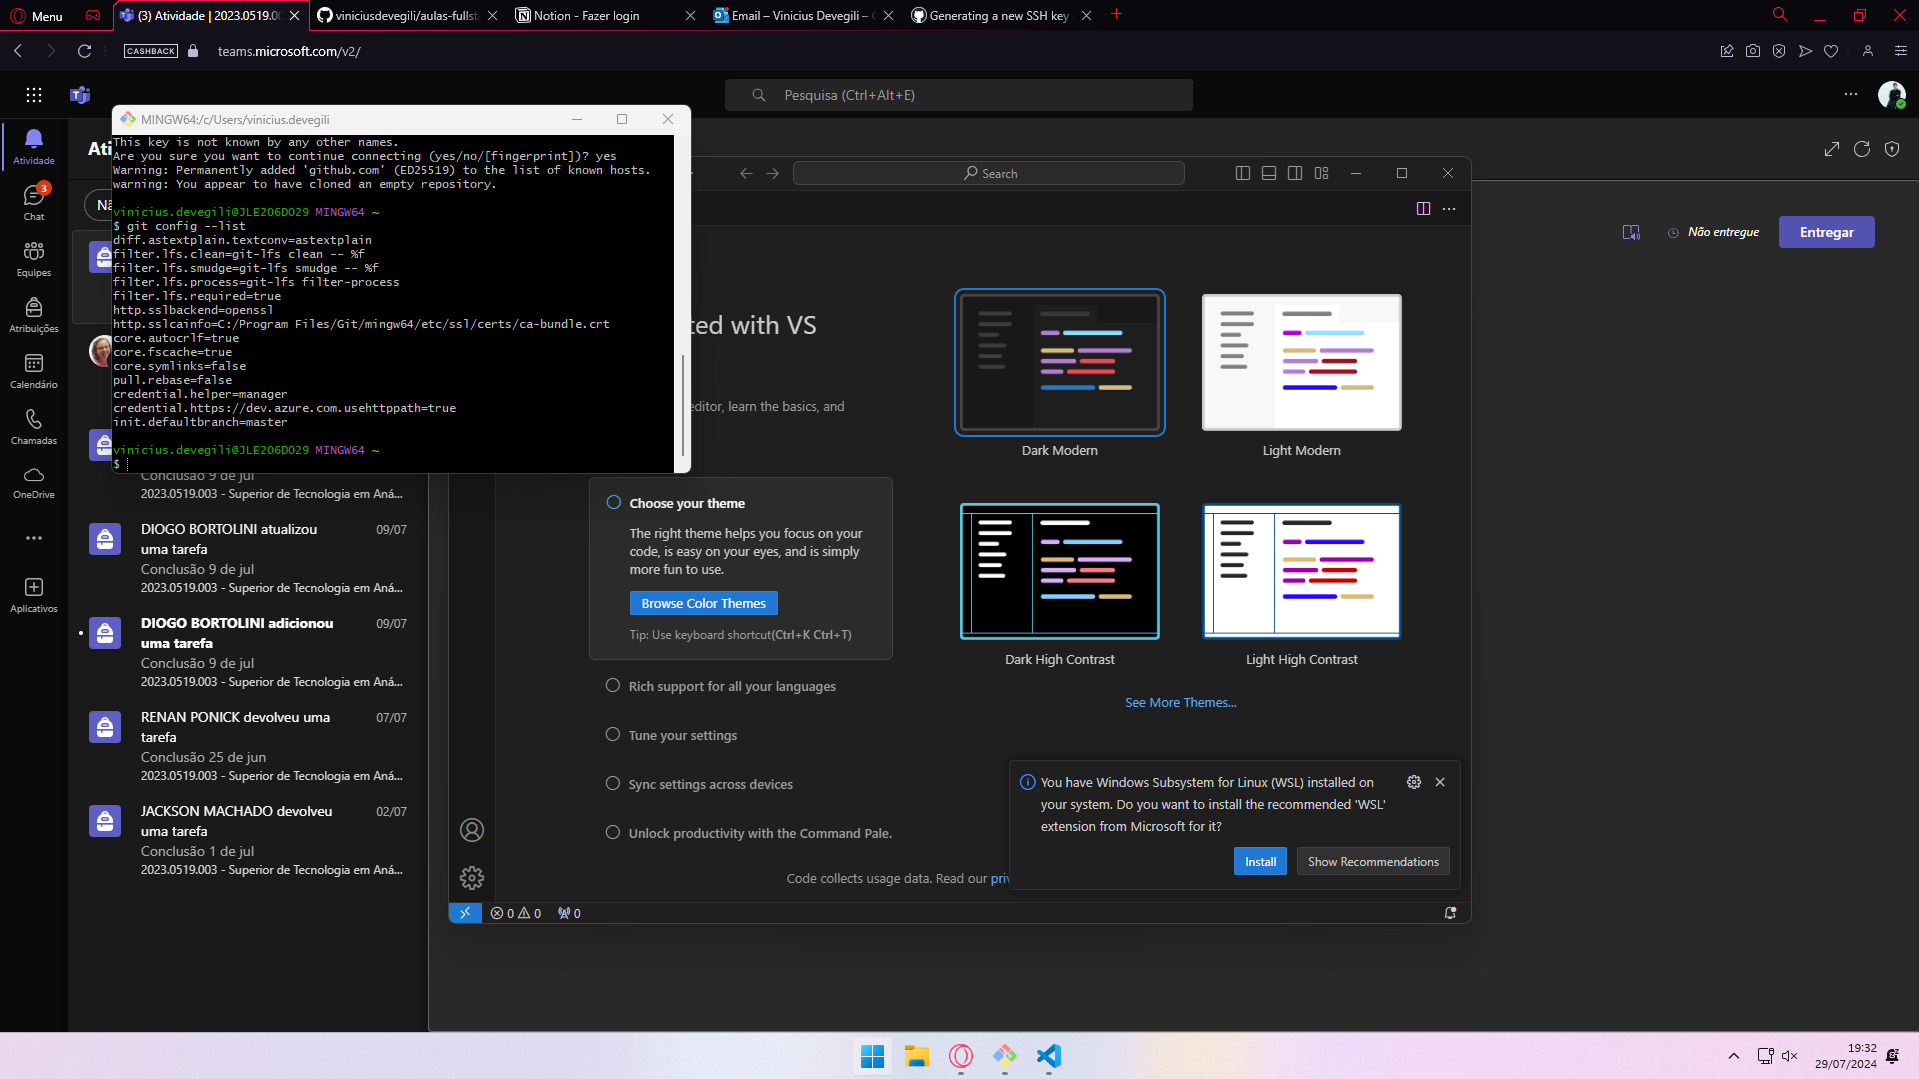 Menu
(3) Atividade | 2023.0519.00
viniciusdevegili/aulas-fullst
Notion - Fazer login
Email – Vinicius Devegili –
Generating a new SSH key
CASHBACK
teams.microsoft.com/v2/
Pesquisa (Ctrl+Alt+E)
MINGW64:/c/Users/vinicius.devegili
This key is not known by any other names.
Are you sure you want to continue connecting (yes/no/[fingerprint])? yes
Warning: Permanently added 'github.com' (ED25519) to the list of known hosts.
warning: You appear to have cloned an empty repository.
vinicius.devegili@JLE206D029 MINGW64 ~
$ git config --list
diff.astextplain.textconv=astextplain
filter.lfs.clean=git-lfs clean -- %f
filter.lfs.smudge=git-lfs smudge -- %f
filter.lfs.process=git-lfs filter-process
filter.lfs.required=true
http.sslbackend=openssl
http.sslcainfo=C:/Program Files/Git/mingw64/etc/ssl/certs/ca-bundle.crt
core.autocrlf=true
core.fscache=true
core.symlinks=false
pull.rebase=false
credential.helper=manager
credential.https://dev.azure.com.usehttppath=true
init.defaultbranch=master
vinicius.devegili@JLE206D029 MINGW64 ~
$
Atividade
3
Chat
Equipes
Atribuições
Calendário
Chamadas
OneDrive
Aplicativos
Ati
Nã
Conclusão 9 de jul
2023.0519.003 - Superior de Tecnologia em Aná...
DIOGO BORTOLINI atualizou uma tarefa
09/07
Conclusão 9 de jul
2023.0519.003 - Superior de Tecnologia em Aná...
DIOGO BORTOLINI adicionou uma tarefa
09/07
Conclusão 9 de jul
2023.0519.003 - Superior de Tecnologia em Aná...
RENAN PONICK devolveu uma tarefa
07/07
Conclusão 25 de jun
2023.0519.003 - Superior de Tecnologia em Aná...
JACKSON MACHADO devolveu uma tarefa
02/07
Conclusão 1 de jul
2023.0519.003 - Superior de Tecnologia em Aná...
Search
Não entregue
Entregar
ted with VS
editor, learn the basics, and
Choose your theme
The right theme helps you focus on your
code, is easy on your eyes, and is simply
more fun to use.
Browse Color Themes
Tip: Use keyboard shortcut(Ctrl+K Ctrl+T)
Rich support for all your languages
Tune your settings
Sync settings across devices
Unlock productivity with the Command Pale.
Dark Modern
Light Modern
Dark High Contrast
Light High Contrast
See More Themes...
You have Windows Subsystem for Linux (WSL) installed on
your system. Do you want to install the recommended 'WSL'
extension from Microsoft for it?
Install
Show Recommendations
Code collects usage data. Read our priv
0
0
0
19:32
29/07/2024